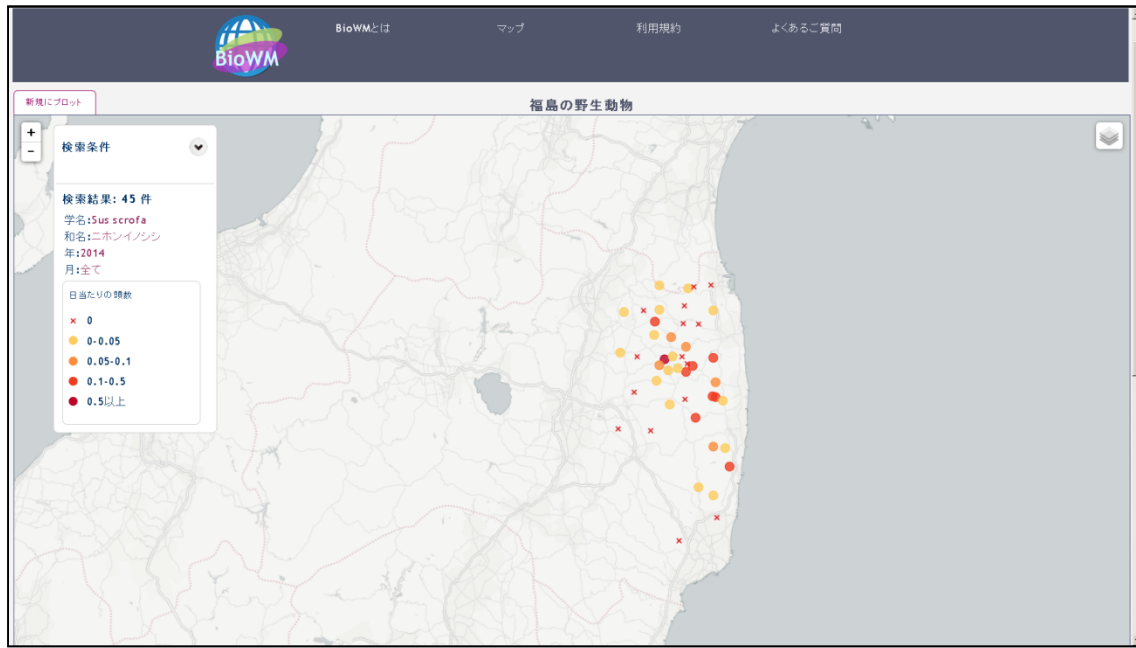 BioWM
BioWMとは
マップ
利用規約
よくあるご質問
新規にプロット
福島の野生動物
+
-
検索条件
検索結果: 45 件
学名:Sus scrofa
和名:ニホンイノシシ
年:2014
月:全て
日当たりの頭数
× 0
0-0.05
0.05-0.1
0.1-0.5
0.5以上